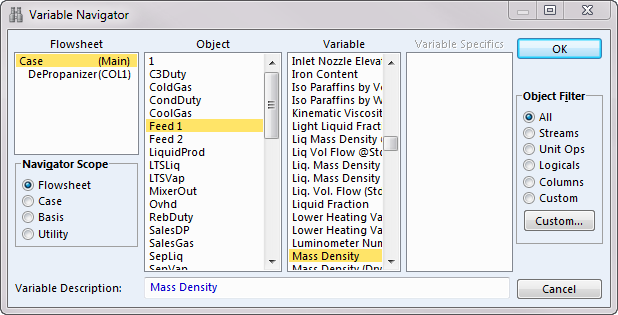 Variable Navigator
Flowsheet
Case (Main)
DePropanizer(COL1)
Navigator Scope
Flowsheet
Case
Basis
Utility
Object
1
C3Duty
ColdGas
CondDuty
CoolGas
Feed 1
Feed 2
LiquidProd
LTSLiq
LTSVap
MixerOut
Ovhd
RebDuty
SalesDP
SalesGas
SepLiq
SepVap
Variable
Inlet Nozzle Eleva
Iron Content
Iso Paraffins by Vo
Iso Paraffins by W
Kinematic Viscosit
Light Liquid Fract
Liq Mass Density
Liq Vol Flow @Sto
Liq. Mass Density
Liq. Mass Density
Liq. Vol. Flow (Sto
Liquid Fraction
Lower Heating Va
Lower Heating Va
Luminometer Num
Mass Density
Mass Density (Dry
Variable Specifics
OK
Object Filter
All
Streams
Unit Ops
Logicals
Columns
Custom
Custom...
Variable Description:
Mass Density
Cancel